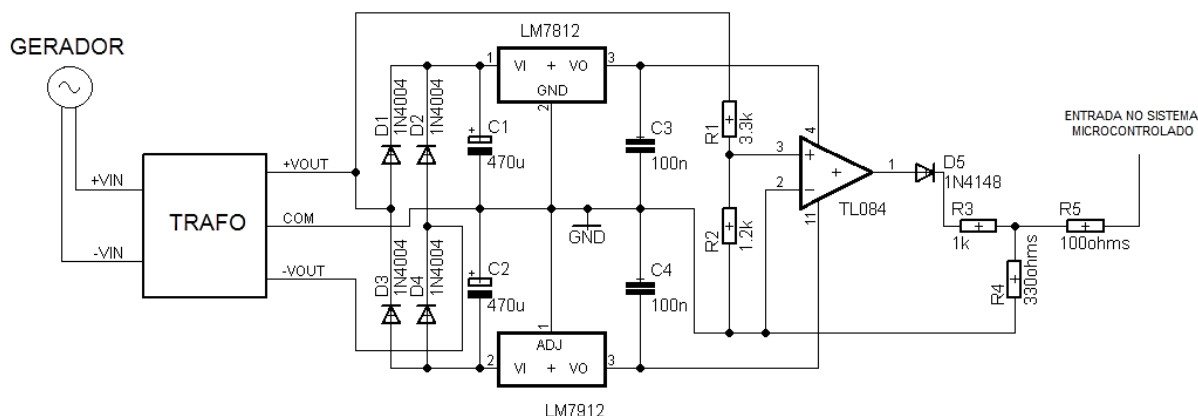 GERADOR
+VIN
-VIN
TRAFO
+VOUT
COM
-VOUT
D1
1N4004
D2
1N4004
D3
1N4004
D4
1N4004
+
C1
470u
+
C2
470u
LM7812
1
VI + VO
3
GND
2
GND
1
ADJ
2
VI + VO
3
LM7912
C3
100n
C4
100n
R1
3.3k
R2
1.2k
3
2
+
−
+
4
11
1
TL084
D5
1N4148
R3
1k
R4
330ohms
R5
100ohms
ENTRADA NO SISTEMA
MICROCONTROLADO